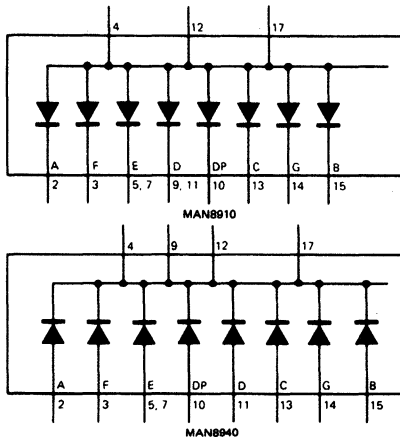 4 12 17
A F E D DP C G B
2 3 5, 7 9, 11 10 13 14 15
MAN8910
4 9 12 17
A F E DP D C G B
2 3 5, 7 10 11 13 14 15
MAN8940